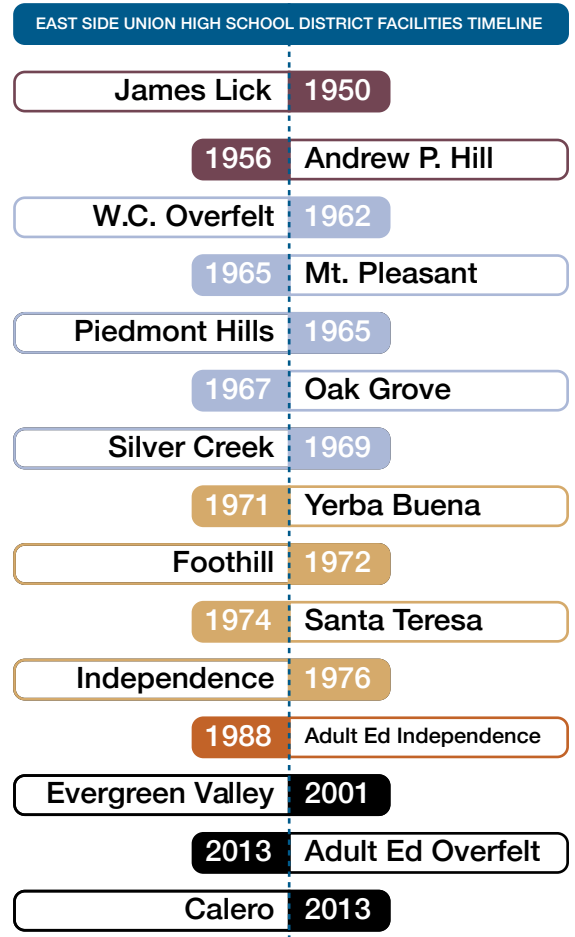 EAST SIDE UNION HIGH SCHOOL DISTRICT FACILITIES TIMELINE
James Lick 1950
1956 Andrew P. Hill
W.C. Overfelt 1962
1965 Mt. Pleasant
Piedmont Hills 1965
1967 Oak Grove
Silver Creek 1969
1971 Yerba Buena
Foothill 1972
1974 Santa Teresa
Independence 1976
1988 Adult Ed Independence
Evergreen Valley 2001
2013 Adult Ed Overfelt
Calero 2013